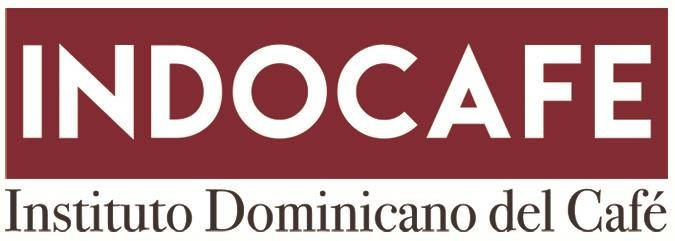 INDOCAFE
Instituto Dominicano del Café